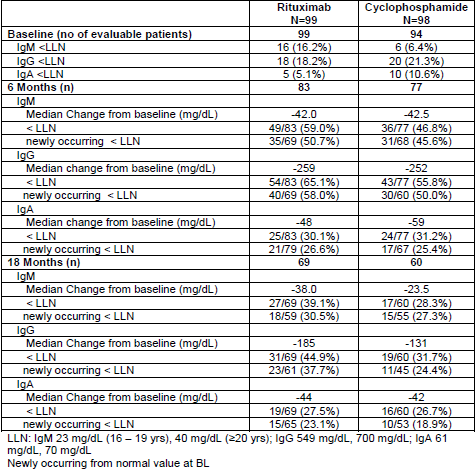 Rituximab Cyclophosphamide
N=99 N=98
Baseline (no of evaluable patients) 99 94
IgM <LLN 16 (16.2%) 6 (6.4%)
IgG <LLN 18 (18.2%) 20 (21.3%)
IgA <LLN 5 (5.1%) 10 (10.6%)
6 Months (n) 83 77
IgM
Median Change from baseline (mg/dL) -42.0 -42.5
< LLN 49/83 (59.0%) 36/77 (46.8%)
newly occurring < LLN 35/69 (50.7%) 31/68 (45.6%)
IgG
Median change from baseline (mg/dL) -259 -252
< LLN 54/83 (65.1%) 43/77 (55.8%)
newly occurring < LLN 40/69 (58.0%) 30/60 (50.0%)
IgA
Median change from baseline (mg/dL) -48 -59
< LLN 25/83 (30.1%) 24/77 (31.2%)
newly occurring < LLN 21/79 (26.6%) 17/67 (25.4%)
18 Months (n) 69 60
IgM
Median Change from baseline (mg/dL) -38.0 -23.5
< LLN 27/69 (39.1%) 17/60 (28.3%)
newly occurring < LLN 18/59 (30.5%) 15/55 (27.3%)
IgG
Median Change from baseline (mg/dL) -185 -131
< LLN 31/69 (44.9%) 19/60 (31.7%)
newly occurring < LLN 23/61 (37.7%) 11/45 (24.4%)
IgA
Median Change from baseline (mg/dL) -44 -42
< LLN 19/69 (27.5%) 16/60 (26.7%)
newly occurring < LLN 15/65 (23.1%) 10/53 (18.9%)
LLN: IgM 23 mg/dL (16 – 19 yrs), 40 mg/dL (≥20 yrs); IgG 549 mg/dL, 700 mg/dL; IgA 61
mg/dL, 70 mg/dL
Newly occurring from normal value at BL